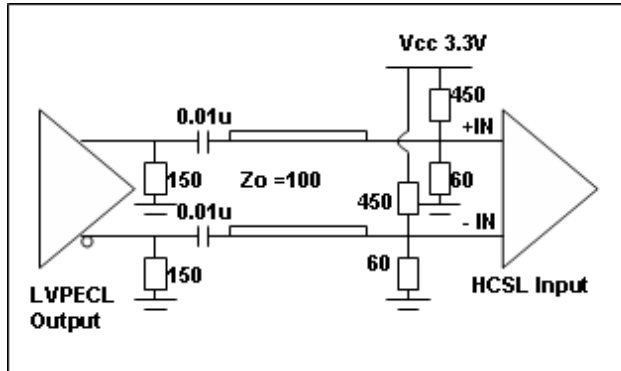 Vcc 3.3V
450
0.01u
+IN
150
Zo =100
60
450
0.01u
- IN
150
60
LVPECL
Output
HCSL Input